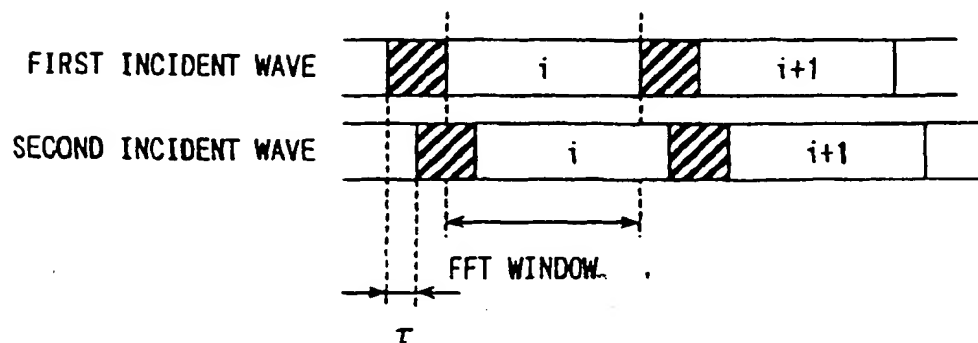 FIRST INCIDENT WAVE
i
i+1
SECOND INCIDENT WAVE
i
i+1
FFT WINDOW
τ